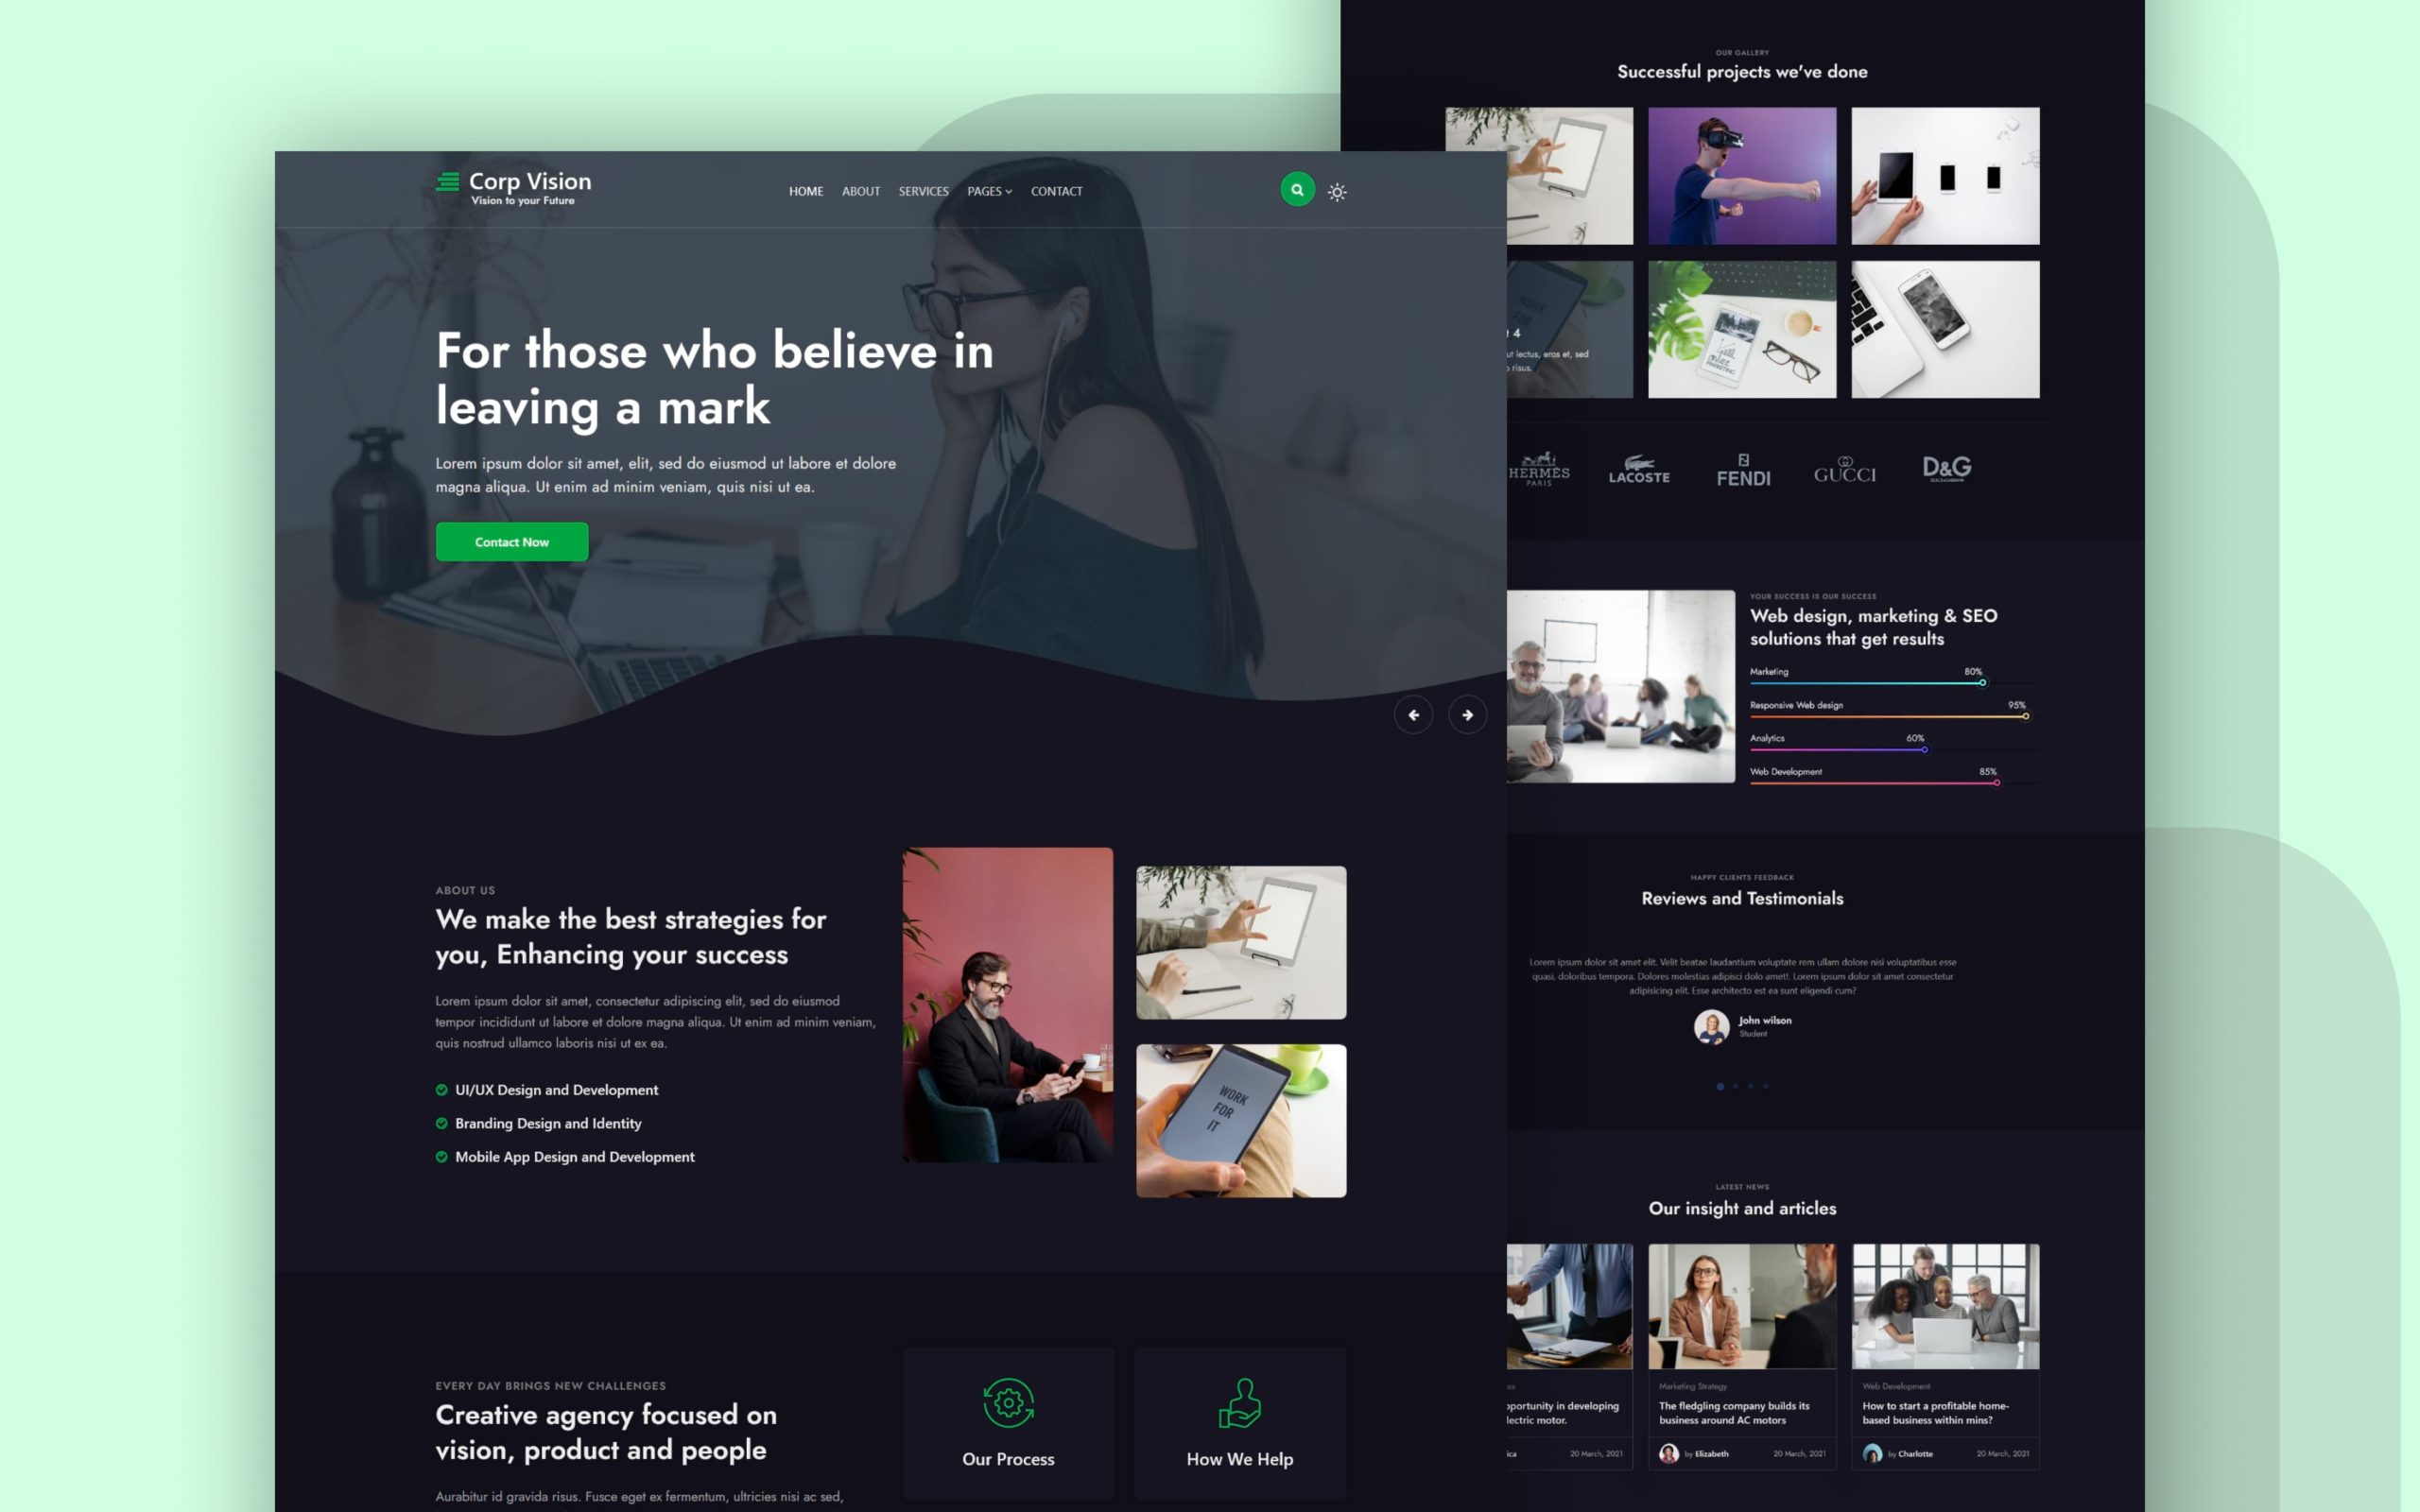 Corp Vision
Vision to your Future
HOME ABOUT SERVICES PAGES CONTACT
For those who believe in
leaving a mark
Lorem ipsum dolor sit amet, elit, sed do eiusmod ut labore et dolore
magna aliqua. Ut enim ad minim veniam, quis nisi ut ea.
Contact Now
ABOUT US
We make the best strategies for
you, Enhancing your success
Lorem ipsum dolor sit amet, consectetur adipiscing elit, sed do eiusmod
tempor incididunt ut labore et dolore magna aliqua. Ut enim ad minim veniam,
quis nostrud ullamco laboris nisi ut ex ea.
UI/UX Design and Development
Branding Design and Identity
Mobile App Design and Development
WORK
FOR
IT
EVERY DAY BRINGS NEW CHALLENGES
Creative agency focused on
vision, product and people
Aurabitur id gravida risus. Fusce eget ex fermentum, ultricies nisi ac sed,
Our Process
How We Help
OUR GALLERY
Successful projects we've done
WORK
FOR
4
ut lectus, eros et, sed
risus.
MARKETING
HERMÈS
PARIS
LACOSTE
FENDI
GUCCI
D&G
YOUR SUCCESS IS OUR SUCCESS
Web design, marketing & SEO
solutions that get results
Marketing 80%
Responsive Web design 95%
Analytics 60%
Web Development 85%
HAPPY CLIENTS FEEDBACK
Reviews and Testimonials
Lorem ipsum dolor sit amet elit. Velit beatae laudantium voluptate rem ullam dolore nisi voluptatibus esse
quasi, doloribus tempora. Dolores molestias adipisci dolo amet!. Lorem ipsum dolor sit amet consectetur
adipisicing elit. Esse architecto est ea sunt eligendi cum?
John wilson
Student
LATEST NEWS
Our insight and articles
portunity in developing
lectric motor.
ica 20 March, 2021
Marketing Strategy
The fledgling company builds its
business around AC motors
by Elizabeth 20 March, 2021
Web Development
How to start a profitable home-
based business within mins?
by Charlotte 20 March, 2021